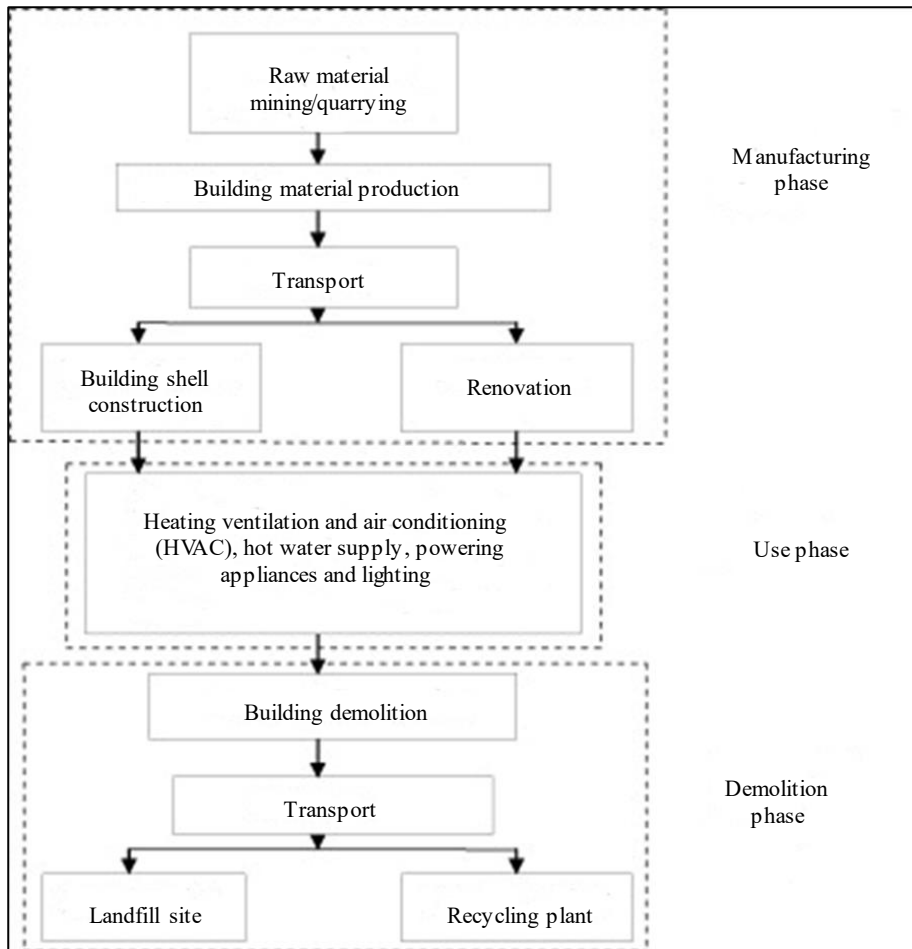 Raw material
mining/quarrying
Manufacturing
phase
Building material production
Transport
Building shell
construction
Renovation
Heating ventilation and air conditioning
(HVAC), hot water supply, powering
appliances and lighting
Use phase
Building demolition
Transport
Demolition
phase
Landfill site
Recycling plant